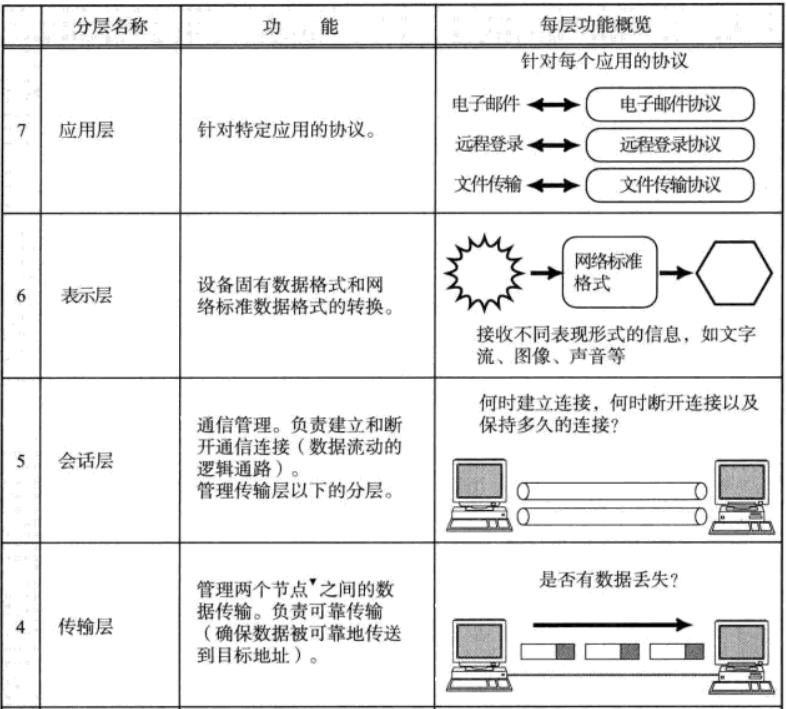 分层名称 功 能 每层功能概览
针对每个应用的协议
7 应用层 针对特定应用的协议。
电子邮件 电子邮件协议
远程登录 远程登录协议
文件传输 文件传输协议
6 表示层
设备固有数据格式和网
络标准数据格式的转换。
网络标准
格式
接收不同表现形式的信息，如文字
流、图像、声音等
5 会话层
通信管理。负责建立和断
开通信连接（数据流动的
逻辑通路）。
管理传输层以下的分层。
何时建立连接，何时断开连接以及
保持多久的连接？
4 传输层
管理两个节点▼之间的数
据传输。负责可靠传输
（确保数据被可靠地传送
到目标地址）。
是否有数据丢失？